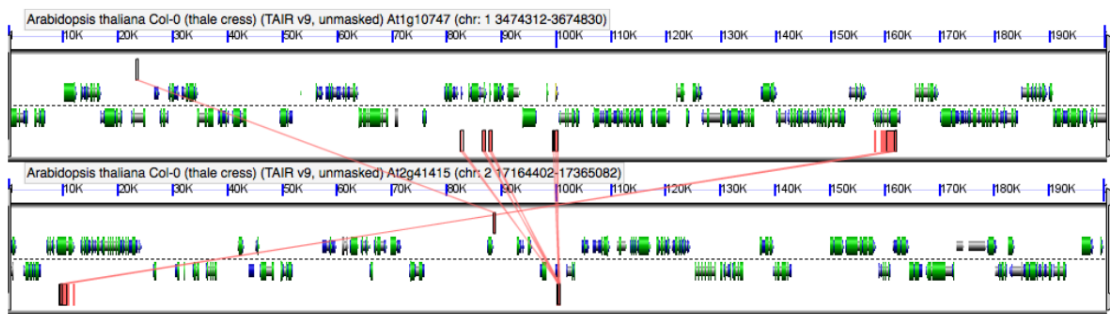 Arabidopsis thaliana Col-0 (thale cress) (TAIR v9, unmasked) At1g10747 (chr: 1 3474312-3674830)
10K 20K 30K 40K 50K 60K 70K 80K 90K 100K 110K 120K 130K 140K 150K 160K 170K 180K 190K
Arabidopsis thaliana Col-0 (thale cress) (TAIR v9, unmasked) At2g41415 (chr: 2 17164402-17365082)
10K 20K 30K 40K 50K 60K 70K 80K 90K 100K 110K 120K 130K 140K 150K 160K 170K 180K 190K